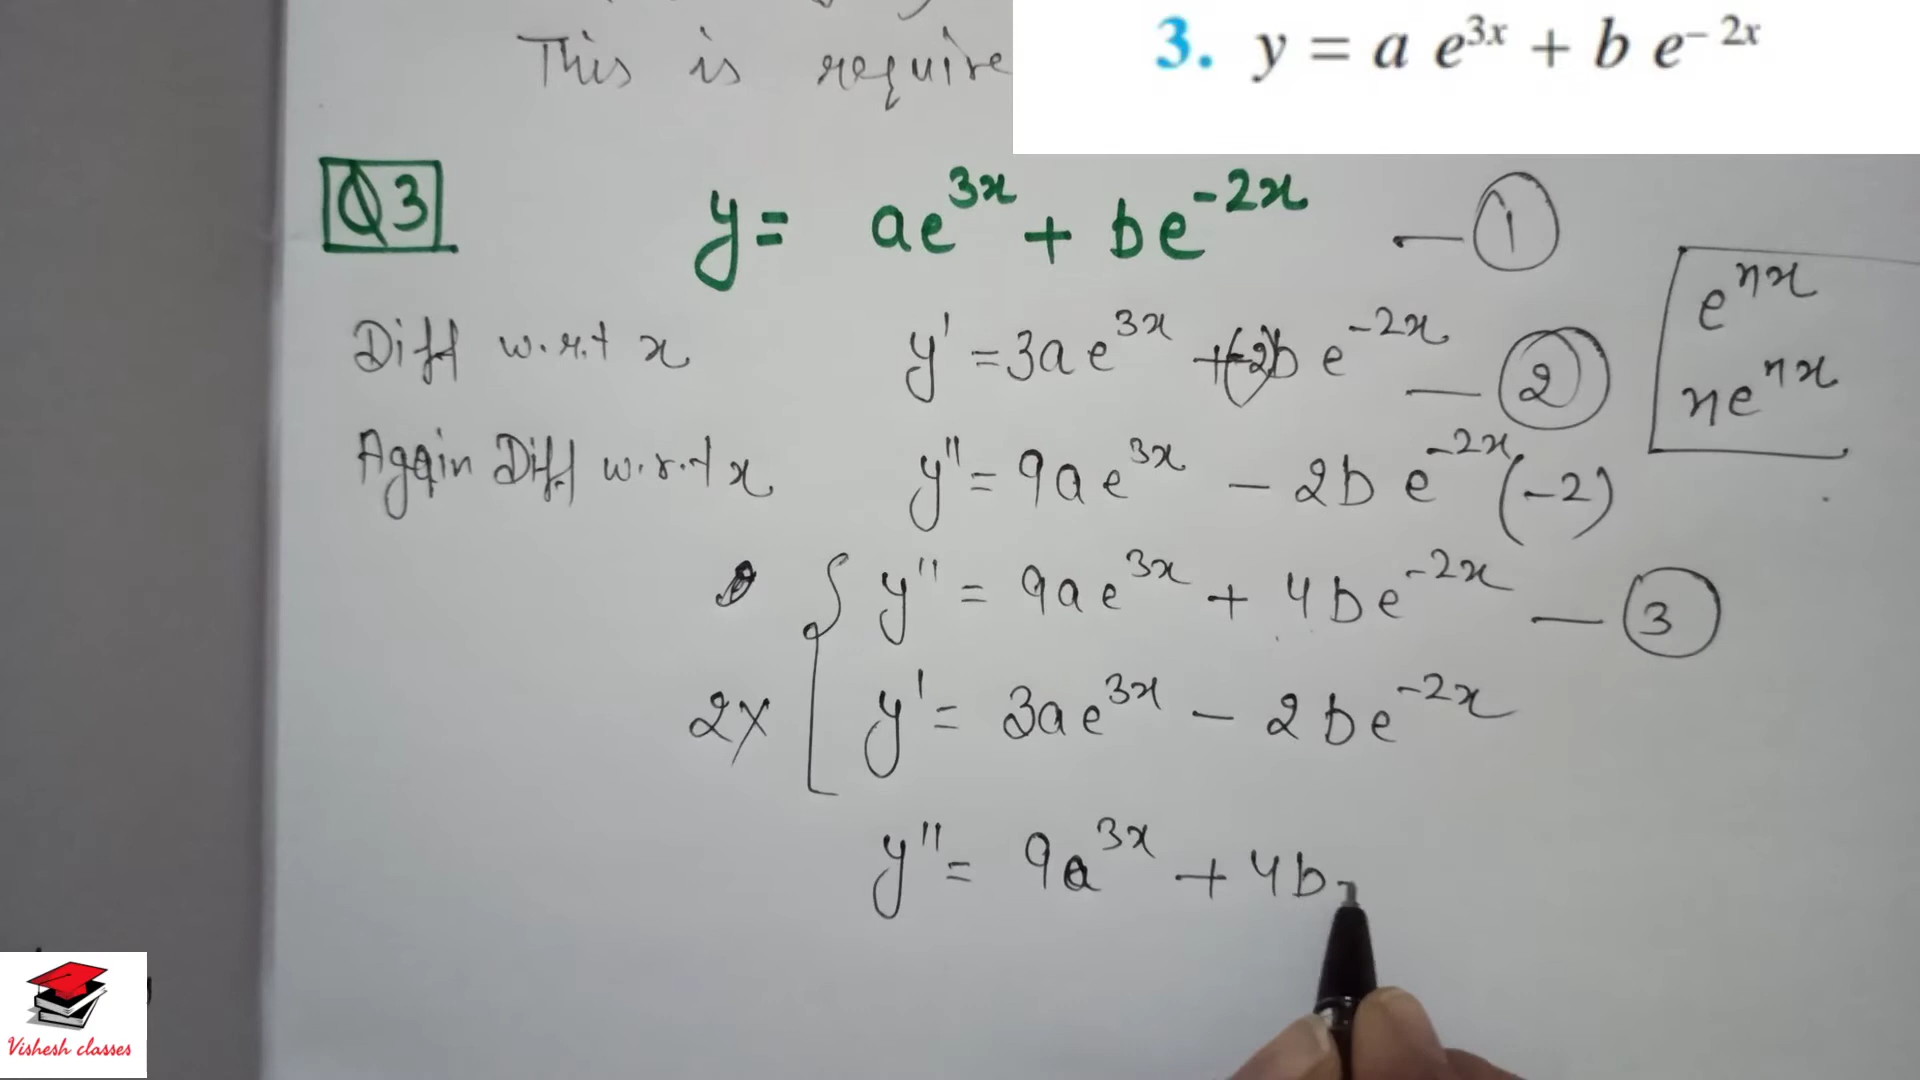 This is require
3. y = a e^{3x} + b e^{- 2x}
Q3 y = ae^{3x} + be^{-2x} — ①
e^{nx}
Diff w.r.t x y' = 3ae^{3x} +(-2)b e^{-2x} — ②
ne^{nx}
Again Diff w.r.t x y'' = 9ae^{3x} - 2b e^{-2x}(-2)
y'' = 9ae^{3x} + 4be^{-2x} — ③
2x y' = 3ae^{3x} - 2be^{-2x}
y'' = 9a^{3x} + 4b
Vishesh classes